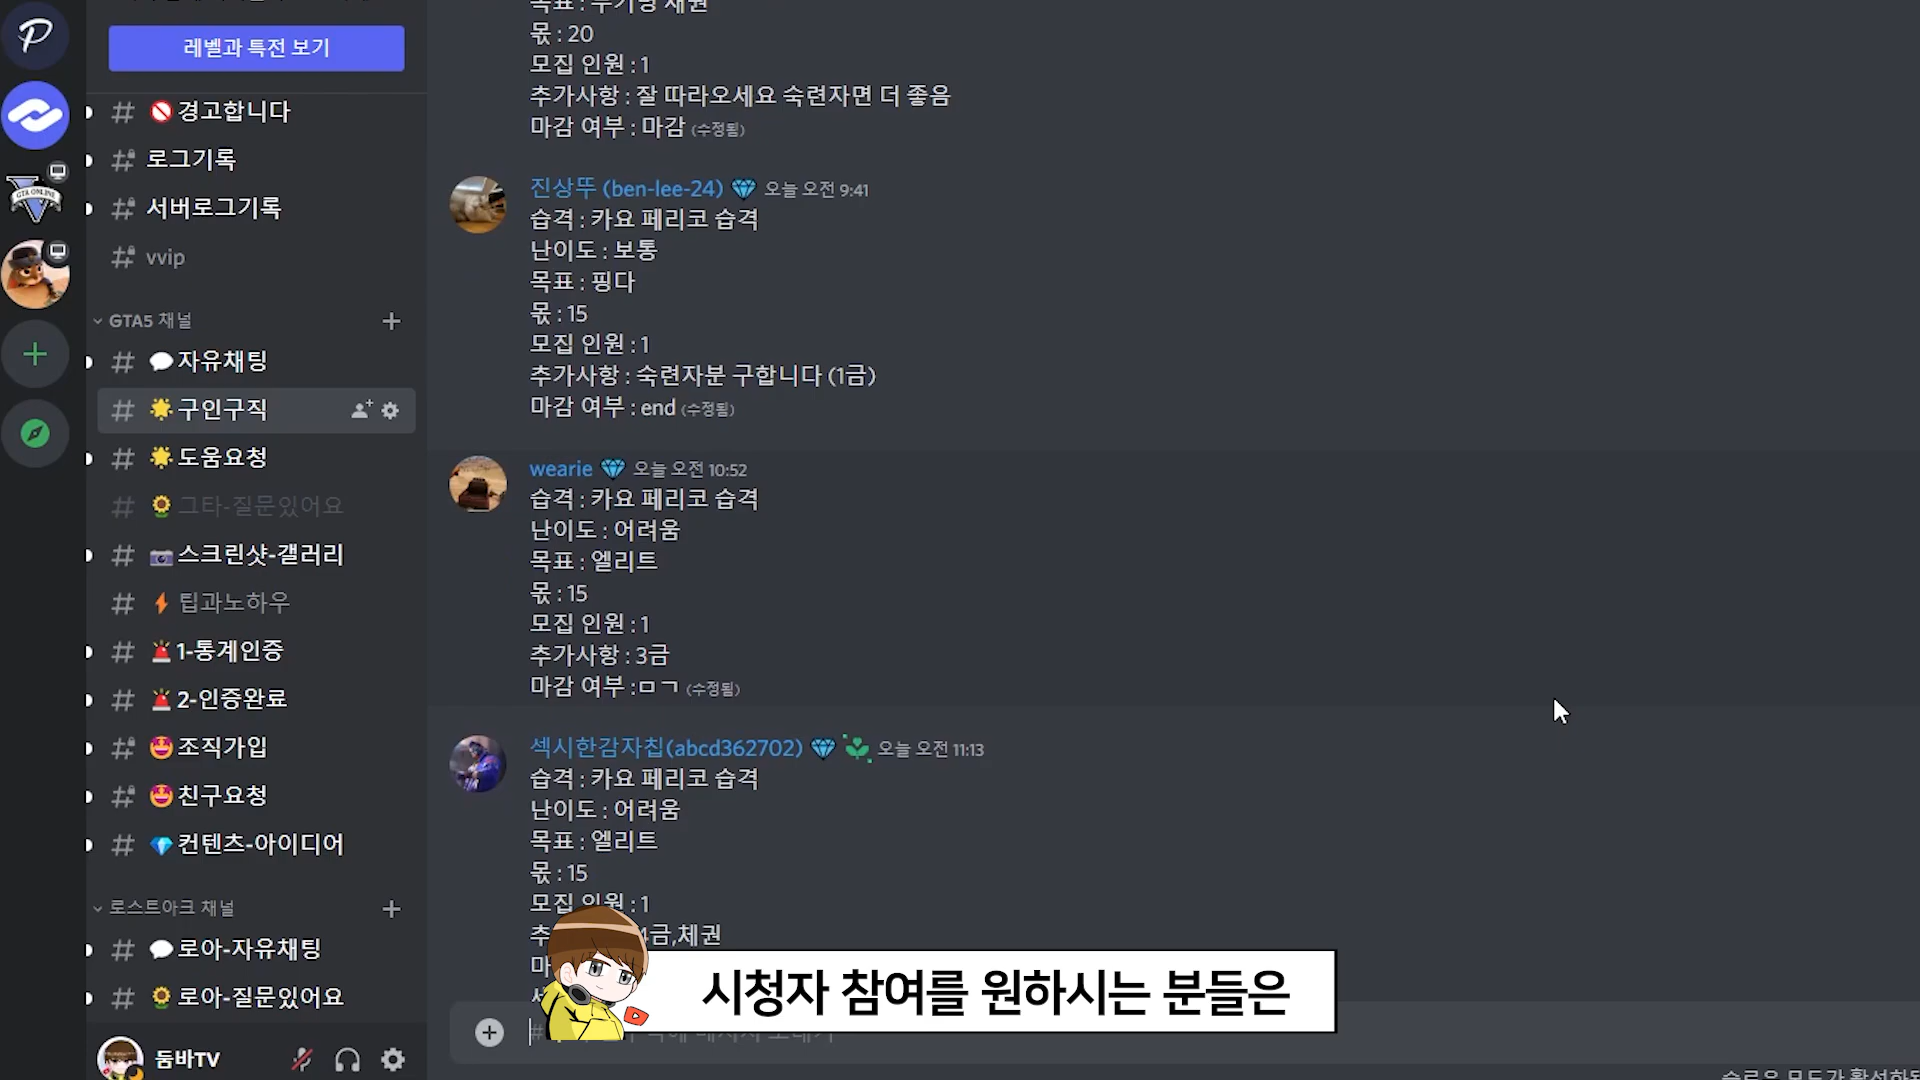 레벨과 특전 보기
경고합니다
로그기록
서버로그기록
vvip
GTA5 채널
자유채팅
구인구직
도움요청
그타-질문있어요
스크린샷-갤러리
팁과노하우
1-통계인증
2-인증완료
조직가입
친구요청
컨텐츠-아이디어
로스트아크 채널
로아-자유채팅
로아-질문있어요
둠바TV
GTA ONLINE
몫 : 20
모집 인원 : 1
추가사항 : 잘 따라오세요 숙련자면 더 좋음
마감 여부 : 마감 (수정됨)
진상뚜 (ben-lee-24) 오늘 오전 9:41
습격 : 카요 페리코 습격
난이도 : 보통
목표 : 핑다
몫 : 15
모집 인원 : 1
추가사항 : 숙련자분 구합니다 (1금)
마감 여부 : end (수정됨)
wearie 오늘 오전 10:52
습격 : 카요 페리코 습격
난이도 : 어려움
목표 : 엘리트
몫 : 15
모집 인원 : 1
추가사항 : 3금
마감 여부 :ㅁㄱ (수정됨)
섹시한감자칩(abcd362702) 오늘 오전 11:13
습격 : 카요 페리코 습격
난이도 : 어려움
목표 : 엘리트
몫 : 15
모집 인원 : 1
4금,체권
시청자 참여를 원하시는 분들은